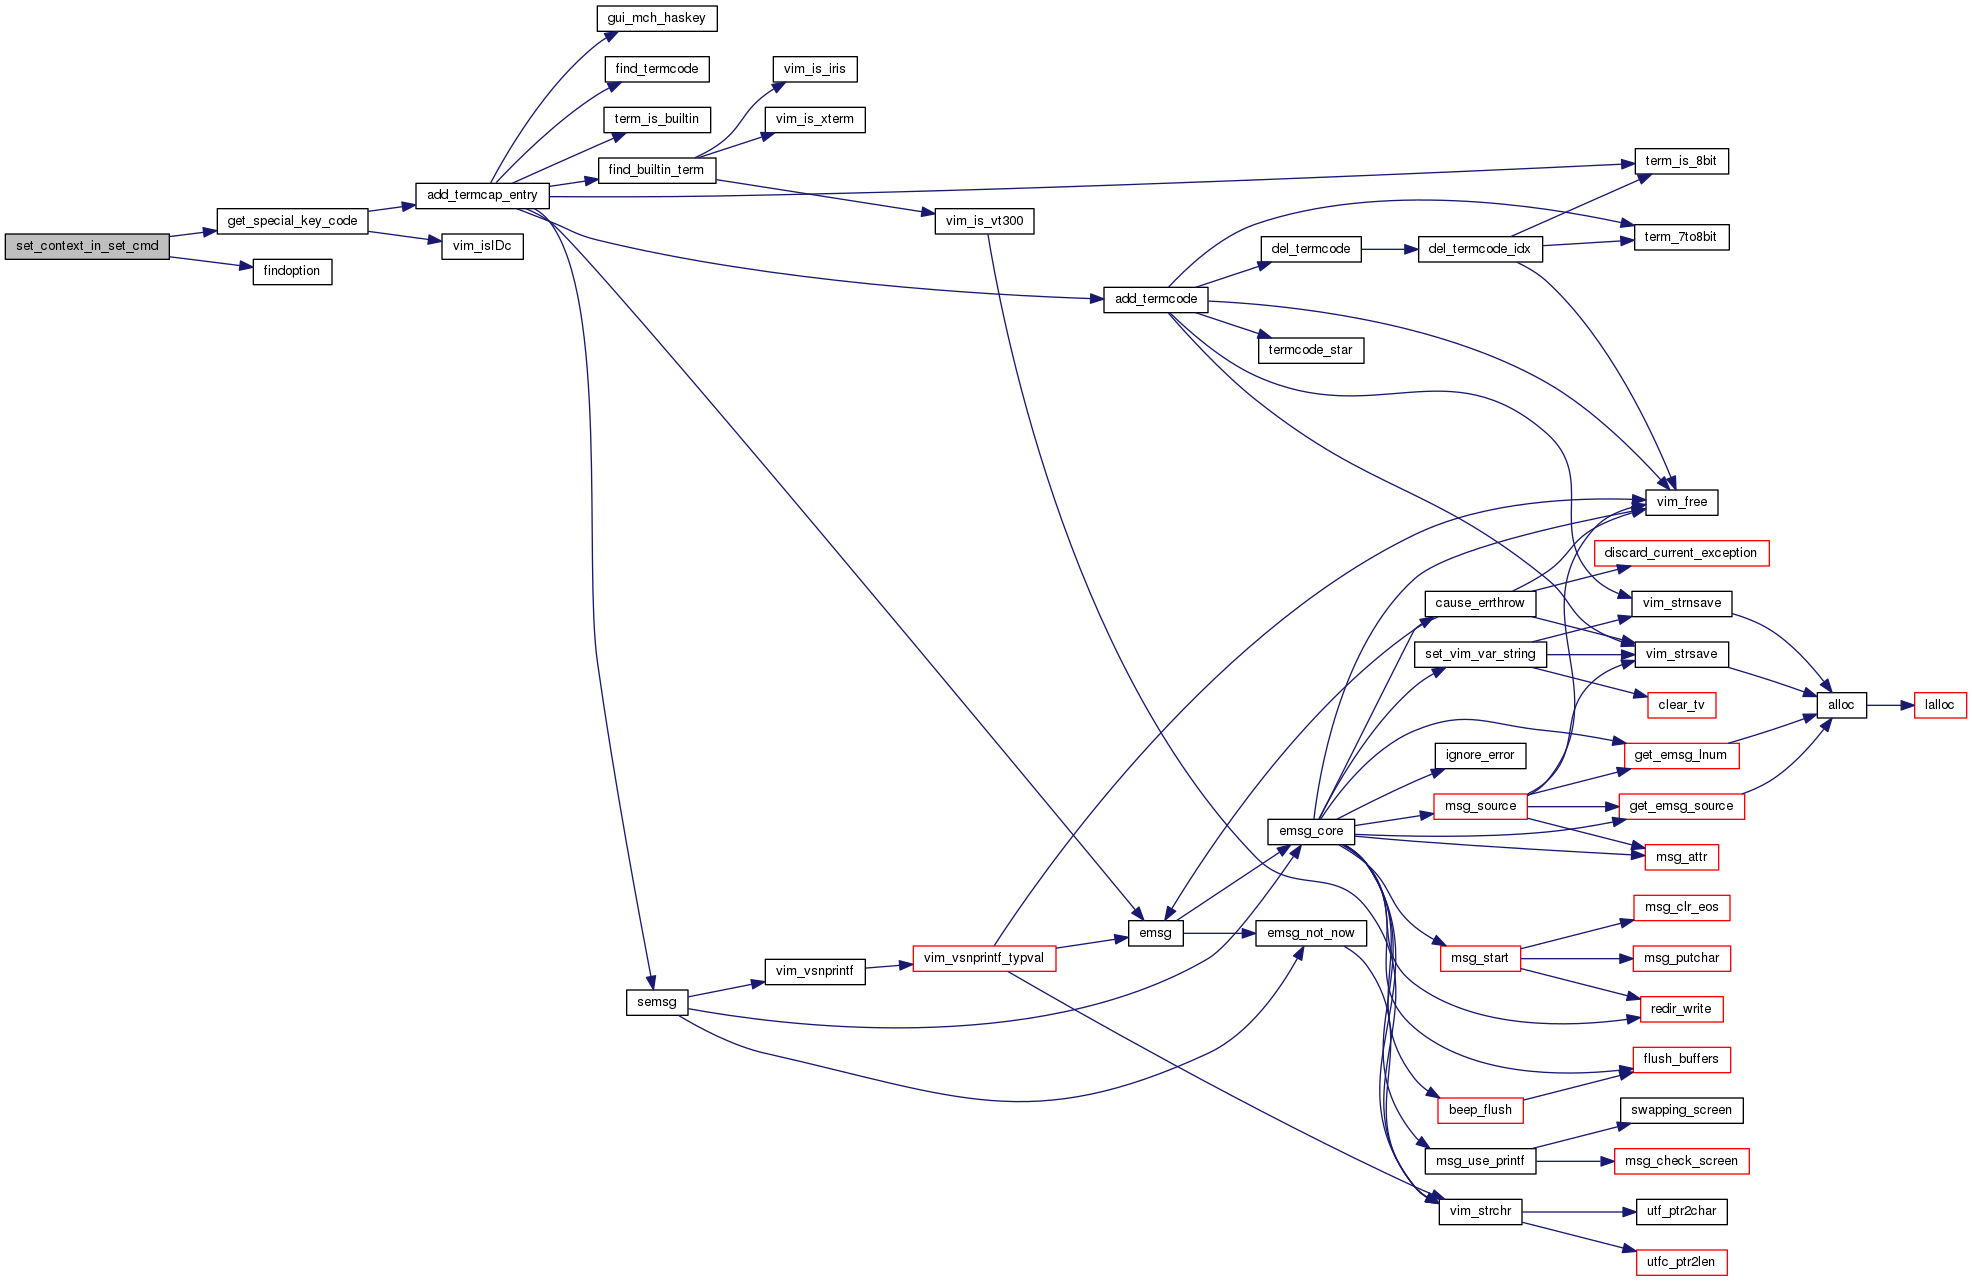 set_context_in_set_cmd
get_special_key_code
findoption
add_termcap_entry
vim_isIDc
gui_mch_haskey
find_termcode
term_is_builtin
find_builtin_term
semsg
vim_is_iris
vim_is_xterm
vim_vsnprintf
vim_is_vt300
vim_vsnprintf_typval
add_termcode
emsg
del_termcode
termcode_star
emsg_core
emsg_not_now
del_termcode_idx
cause_errthrow
set_vim_var_string
ignore_error
msg_source
msg_start
beep_flush
msg_use_printf
vim_strchr
term_is_8bit
term_7to8bit
vim_free
discard_current_exception
vim_strnsave
vim_strsave
clear_tv
get_emsg_lnum
get_emsg_source
msg_attr
msg_clr_eos
msg_putchar
redir_write
flush_buffers
swapping_screen
msg_check_screen
utf_ptr2char
utfc_ptr2len
alloc
lalloc